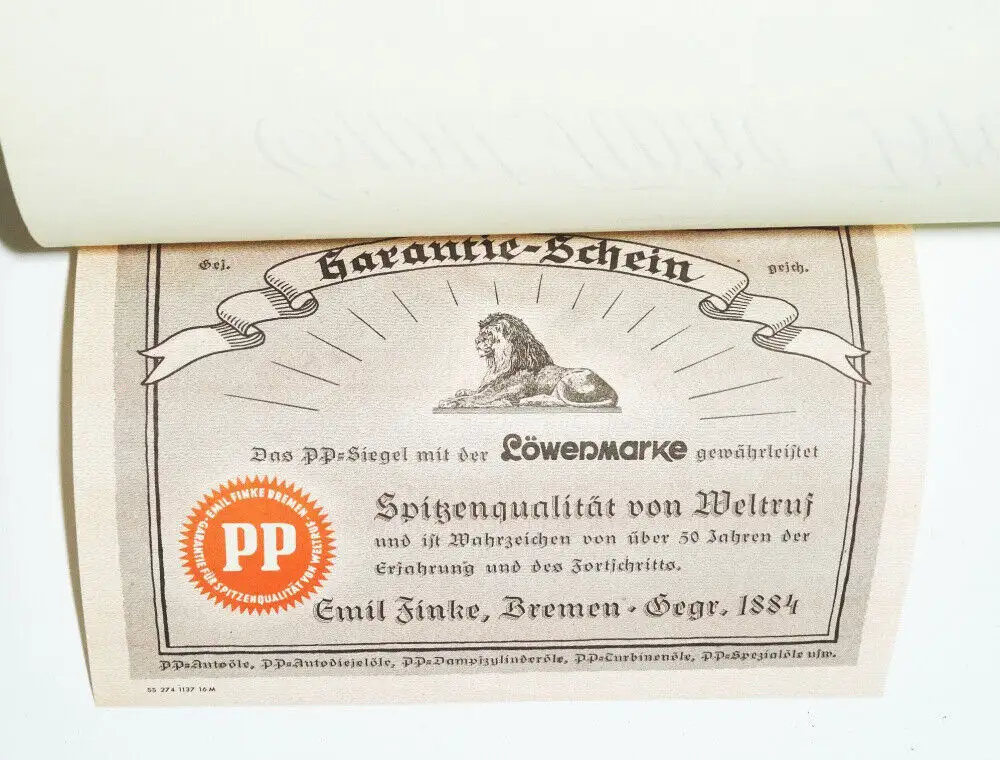 Garantie-Schein
Ges. gesch.
Das PP=Siegel mit der Löwenmarke gewährleistet
Spitzenqualität von Weltruf
und ist Wahrzeichen von über 50 Jahren der
Erfahrung und des Fortschritts.
EMIL FINKE BREMEN · GARANTIE FÜR SPITZENQUALITÄT VON WELTRUF ·
PP
Emil Finke, Bremen · Gegr. 1884
PP=Autoöle, PP=Autodieselöle, PP=Dampfzylinderöle, PP=Turbinenöle, PP=Spezialöle usw.
SS 274 1137 16 M